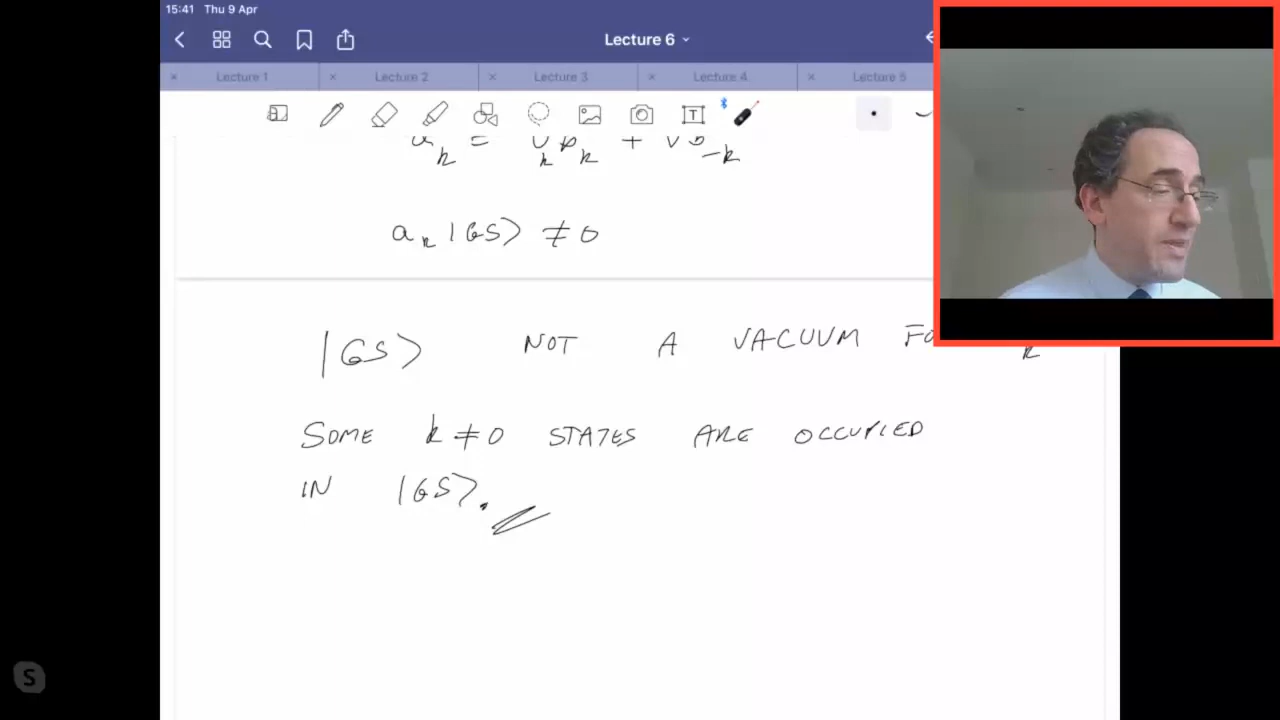 15:41 Thu 9 Apr
Lecture 6
Lecture 1 Lecture 2 Lecture 3 Lecture 4 Lecture 5
T
a_k |GS> ≠ 0
|GS> NOT A VACUUM
SOME k ≠ 0 STATES ARE OCCUPIED
IN |GS>.
S